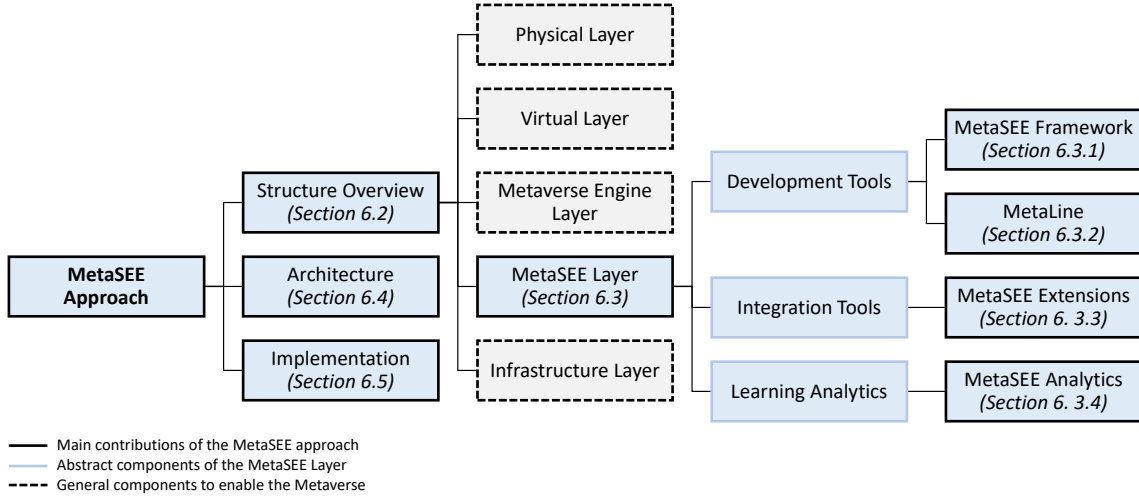 MetaSEE
Approach
Structure Overview
(Section 6.2)
Architecture
(Section 6.4)
Implementation
(Section 6.5)
Physical Layer
Virtual Layer
Metaverse Engine
Layer
MetaSEE Layer
(Section 6.3)
Infrastructure Layer
Development Tools
Integration Tools
Learning Analytics
MetaSEE Framework
(Section 6.3.1)
MetaLine
(Section 6.3.2)
MetaSEE Extensions
(Section 6. 3.3)
MetaSEE Analytics
(Section 6. 3.4)
Main contributions of the MetaSEE approach
Abstract components of the MetaSEE Layer
General components to enable the Metaverse